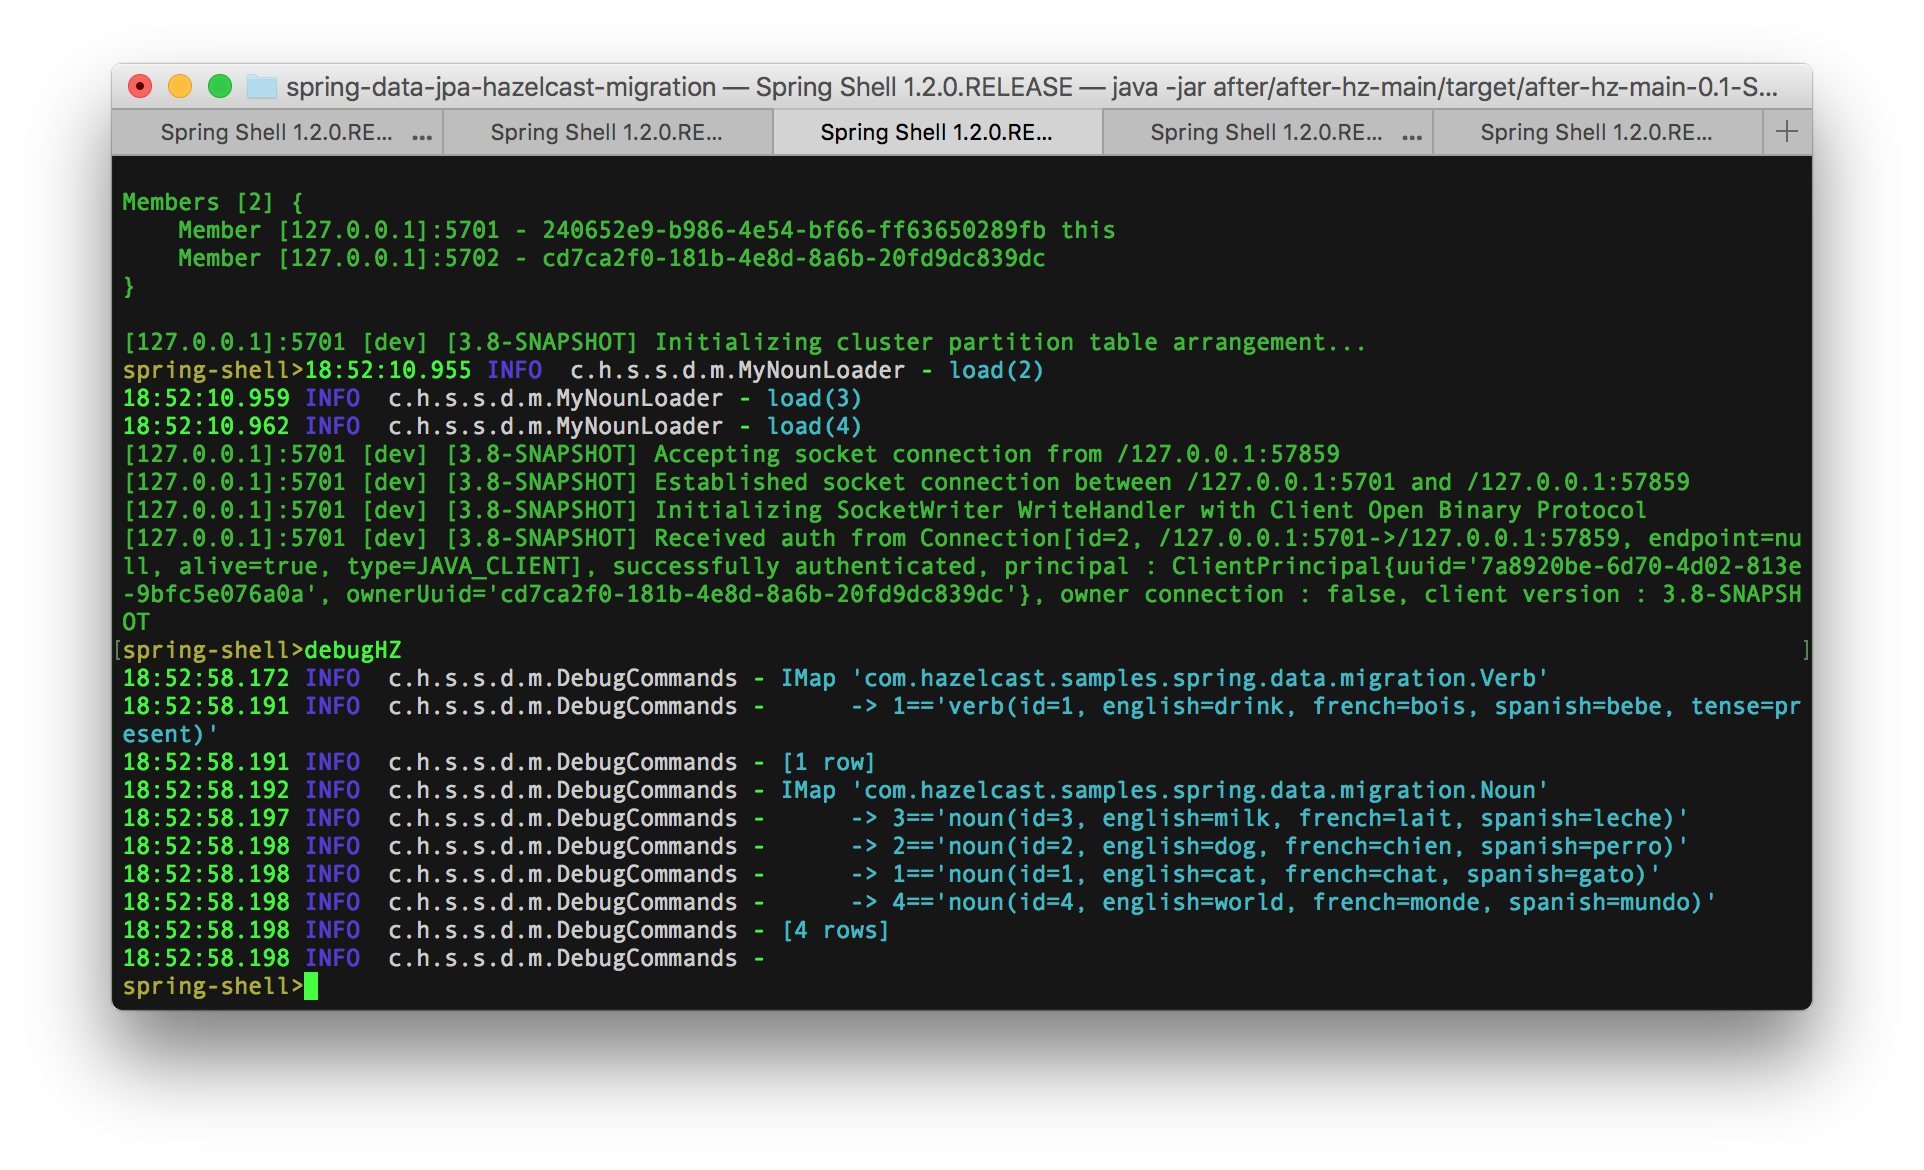 spring-data-jpa-hazelcast-migration — Spring Shell 1.2.0.RELEASE — java -jar after/after-hz-main/target/after-hz-main-0.1-S...
Spring Shell 1.2.0.RE... ... Spring Shell 1.2.0.RE... Spring Shell 1.2.0.RE... Spring Shell 1.2.0.RE... ... Spring Shell 1.2.0.RE... +
Members [2] {
    Member [127.0.0.1]:5701 - 240652e9-b986-4e54-bf66-ff63650289fb this
    Member [127.0.0.1]:5702 - cd7ca2f0-181b-4e8d-8a6b-20fd9dc839dc
}
[127.0.0.1]:5701 [dev] [3.8-SNAPSHOT] Initializing cluster partition table arrangement...
spring-shell>18:52:10.955 INFO  c.h.s.s.d.m.MyNounLoader - load(2)
18:52:10.959 INFO  c.h.s.s.d.m.MyNounLoader - load(3)
18:52:10.962 INFO  c.h.s.s.d.m.MyNounLoader - load(4)
[127.0.0.1]:5701 [dev] [3.8-SNAPSHOT] Accepting socket connection from /127.0.0.1:57859
[127.0.0.1]:5701 [dev] [3.8-SNAPSHOT] Established socket connection between /127.0.0.1:5701 and /127.0.0.1:57859
[127.0.0.1]:5701 [dev] [3.8-SNAPSHOT] Initializing SocketWriter WriteHandler with Client Open Binary Protocol
[127.0.0.1]:5701 [dev] [3.8-SNAPSHOT] Received auth from Connection[id=2, /127.0.0.1:5701->/127.0.0.1:57859, endpoint=nu
ll, alive=true, type=JAVA_CLIENT], successfully authenticated, principal : ClientPrincipal{uuid='7a8920be-6d70-4d02-813e
-9bfc5e076a0a', ownerUuid='cd7ca2f0-181b-4e8d-8a6b-20fd9dc839dc'}, owner connection : false, client version : 3.8-SNAPSH
OT
[spring-shell>debugHZ ]
18:52:58.172 INFO  c.h.s.s.d.m.DebugCommands - IMap 'com.hazelcast.samples.spring.data.migration.Verb'
18:52:58.191 INFO  c.h.s.s.d.m.DebugCommands -      -> 1=='verb(id=1, english=drink, french=bois, spanish=bebe, tense=pr
esent)'
18:52:58.191 INFO  c.h.s.s.d.m.DebugCommands - [1 row]
18:52:58.192 INFO  c.h.s.s.d.m.DebugCommands - IMap 'com.hazelcast.samples.spring.data.migration.Noun'
18:52:58.197 INFO  c.h.s.s.d.m.DebugCommands -      -> 3=='noun(id=3, english=milk, french=lait, spanish=leche)'
18:52:58.198 INFO  c.h.s.s.d.m.DebugCommands -      -> 2=='noun(id=2, english=dog, french=chien, spanish=perro)'
18:52:58.198 INFO  c.h.s.s.d.m.DebugCommands -      -> 1=='noun(id=1, english=cat, french=chat, spanish=gato)'
18:52:58.198 INFO  c.h.s.s.d.m.DebugCommands -      -> 4=='noun(id=4, english=world, french=monde, spanish=mundo)'
18:52:58.198 INFO  c.h.s.s.d.m.DebugCommands - [4 rows]
18:52:58.198 INFO  c.h.s.s.d.m.DebugCommands -
spring-shell>